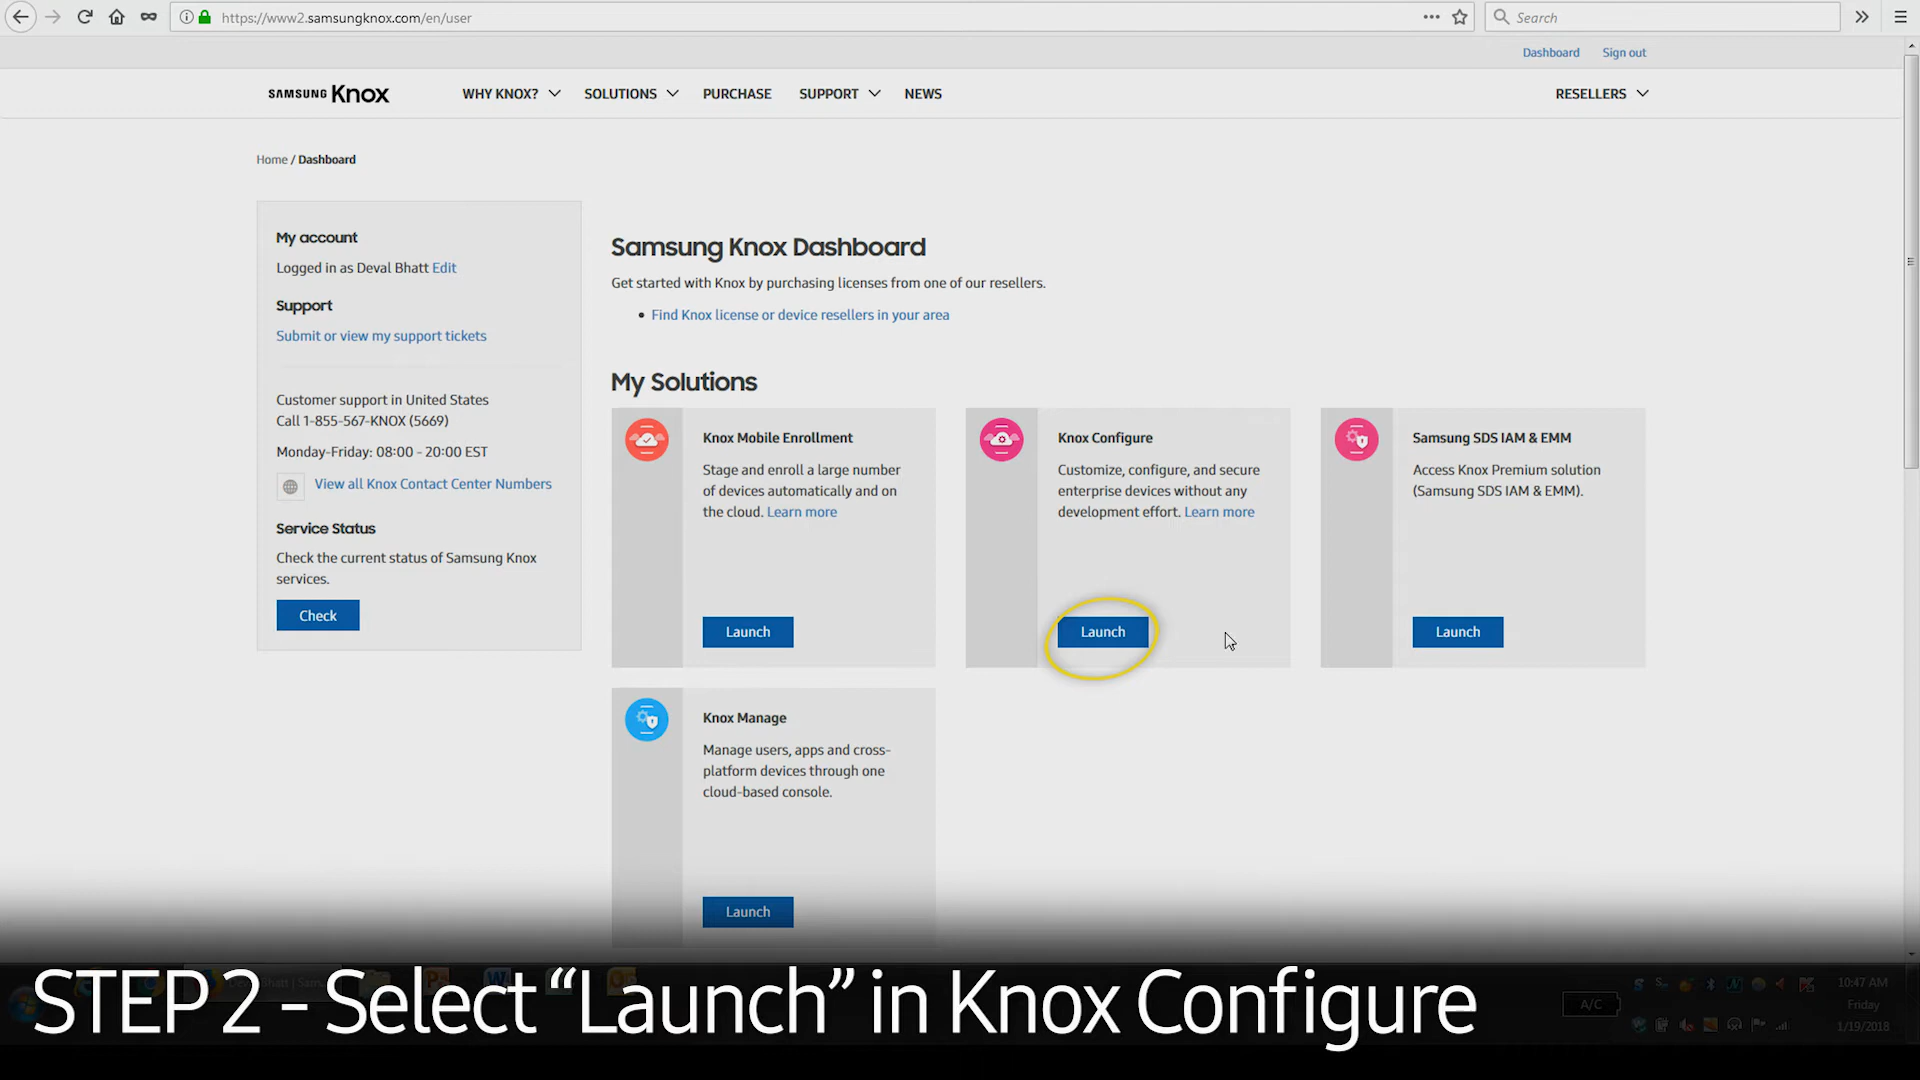 https://www2.samsungknox.com/en/user
Search
Dashboard
Sign out
SAMSUNG Knox
WHY KNOX?
SOLUTIONS
PURCHASE
SUPPORT
NEWS
RESELLERS
Home / Dashboard
My account
Logged in as Deval Bhatt Edit
Support
Submit or view my support tickets
Customer support in United States
Call 1-855-567-KNOX (5669)
Monday-Friday: 08:00 - 20:00 EST
View all Knox Contact Center Numbers
Service Status
Check the current status of Samsung Knox
services.
Check
Samsung Knox Dashboard
Get started with Knox by purchasing licenses from one of our resellers.
• Find Knox license or device resellers in your area
My Solutions
Knox Mobile Enrollment
Stage and enroll a large number
of devices automatically and on
the cloud. Learn more
Launch
Knox Configure
Customize, configure, and secure
enterprise devices without any
development effort. Learn more
Launch
Samsung SDS IAM & EMM
Access Knox Premium solution
(Samsung SDS IAM & EMM).
Launch
Knox Manage
Manage users, apps and cross-
platform devices through one
cloud-based console.
Launch
STEP 2 - Select “Launch” in Knox Configure
A/C
10:47 AM
Friday
1/19/2018